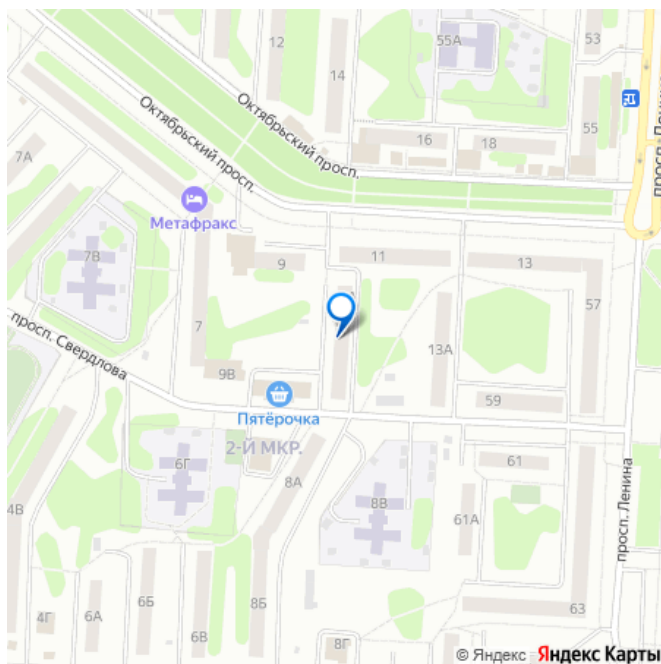 12
55А
53
14
Октябрьский просп.
Октябрьский просп.
16
18
55
просп. Ленина
7А
Метафракс
7В
9
11
13
57
7
просп. Свердлова
9В
13А
Пятёрочка
59
2-Й МКР.
6Г
8А
61
8В
61А
просп. Ленина
4В
4Г
6А
6Б
6В
8Б
8Г
63
© Яндекс Яндекс Карты